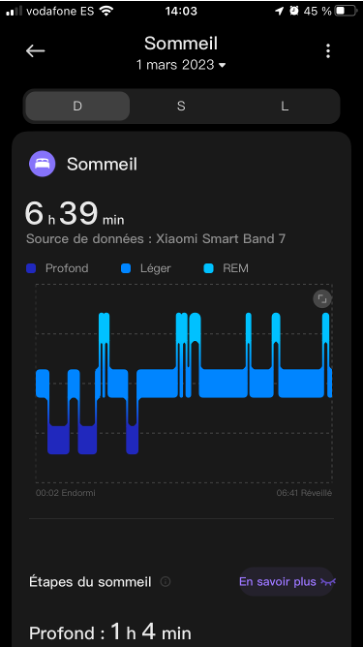 vodafone ES 14:03 45 %
Sommeil
1 mars 2023
D S L
Sommeil
6 h 39 min
Source de données : Xiaomi Smart Band 7
Profond Léger REM
00:02 Endormi 06:41 Réveillé
Étapes du sommeil En savoir plus
Profond : 1 h 4 min